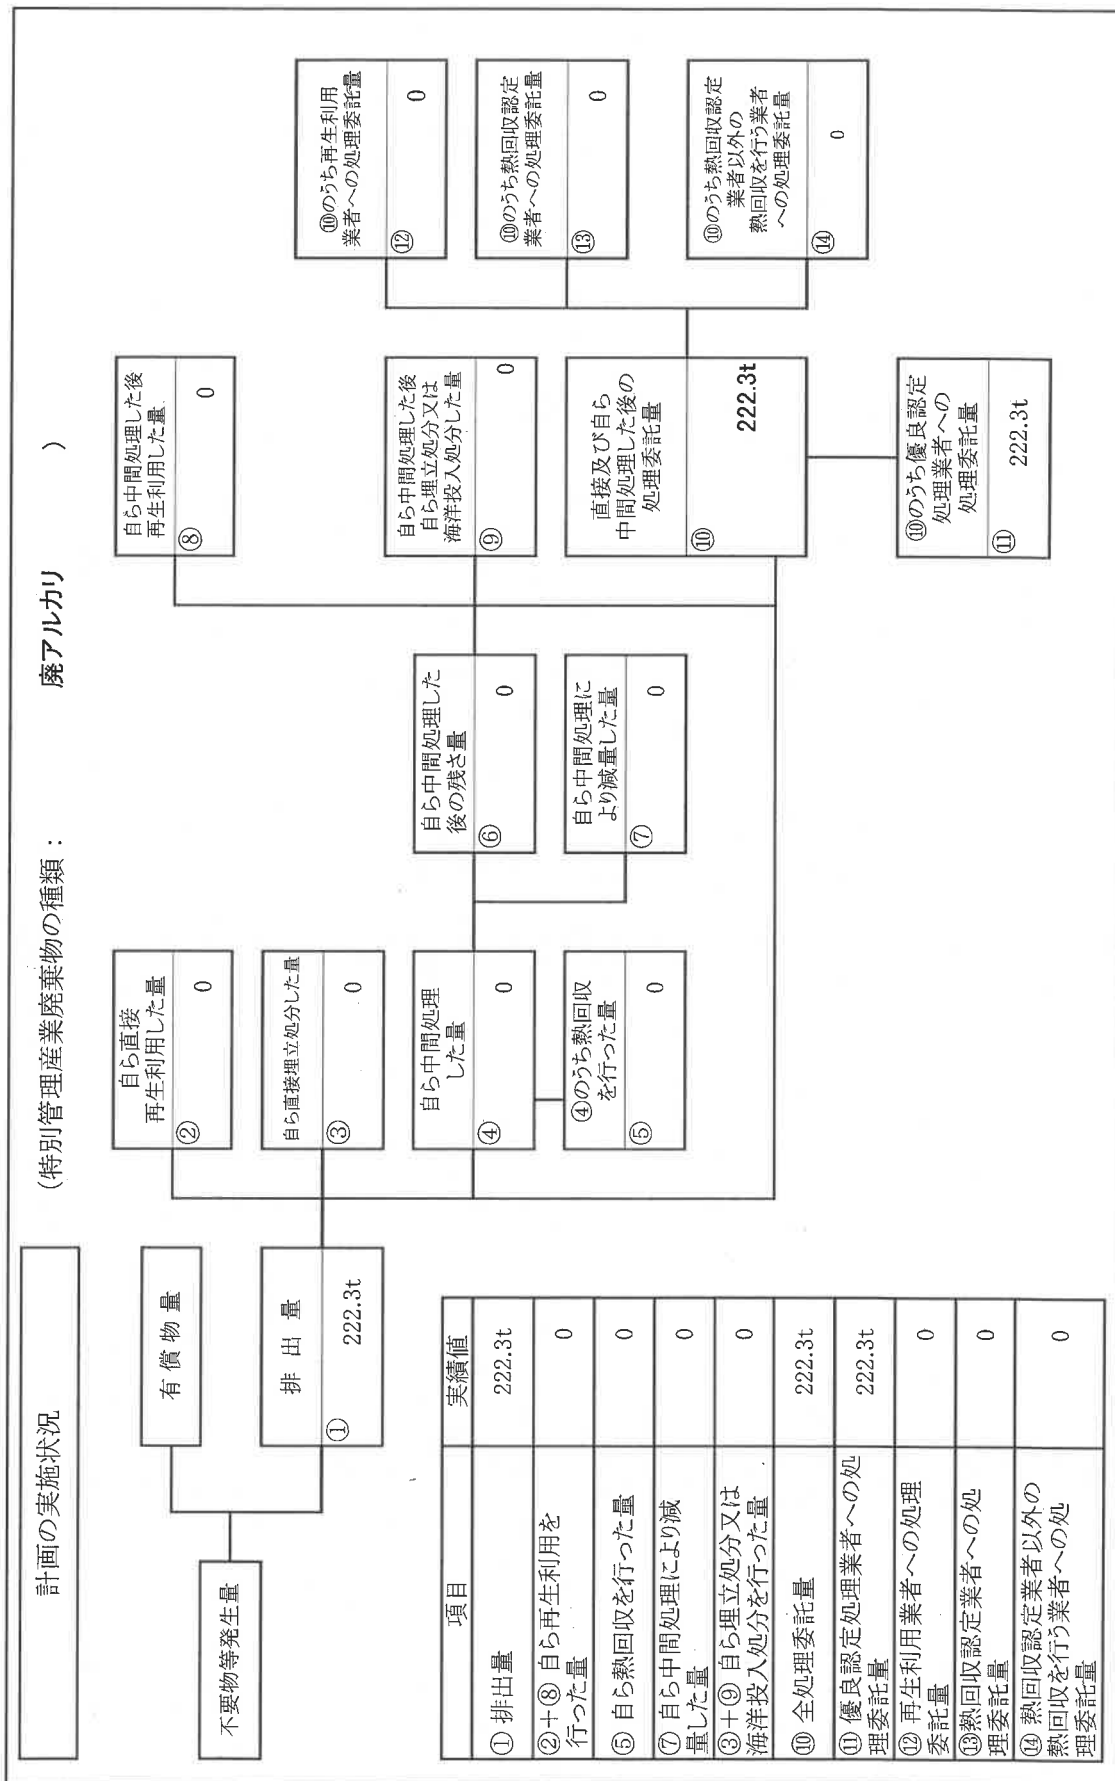 計画の実施状況
(特別管理産業廃棄物の種類： 廃アルカリ )
不要物等発生量
有償物量
排出量
① 222.3t
自ら直接
再生利用した量
② 0
自ら直接埋立処分した量
③ 0
自ら中間処理
した量
④ 0
④のうち熱回収
を行った量
⑤ 0
自ら中間処理した
後の残さ量
⑥ 0
自ら中間処理に
より減量した量
⑦ 0
自ら中間処理した後
再生利用した量
⑧ 0
自ら中間処理した後
自ら埋立処分又は
海洋投入処分した量
⑨ 0
直接及び自ら
中間処理した後の
処理委託量
⑩ 222.3t
⑩のうち優良認定
処理業者への
処理委託量
⑪ 222.3t
⑩のうち再生利用
業者への処理委託量
⑫ 0
⑩のうち熱回収認定
業者への処理委託量
⑬ 0
⑩のうち熱回収認定
業者以外の
熱回収を行う業者
への処理委託量
⑭ 0
項目 実績値
①排出量 222.3t
②＋⑧ 自ら再生利用を
行った量 0
⑤ 自ら熱回収を行った量 0
⑦ 自ら中間処理により減
量した量 0
③＋⑨ 自ら埋立処分又は
海洋投入処分を行った量 0
⑩ 全処理委託量 222.3t
⑪ 優良認定処理業者への処
理委託量 222.3t
⑫ 再生利用業者への処理
委託量 0
⑬熱回収認定業者への処
理委託量 0
⑭ 熱回収認定業者以外の
熱回収を行う業者への処
理委託量 0